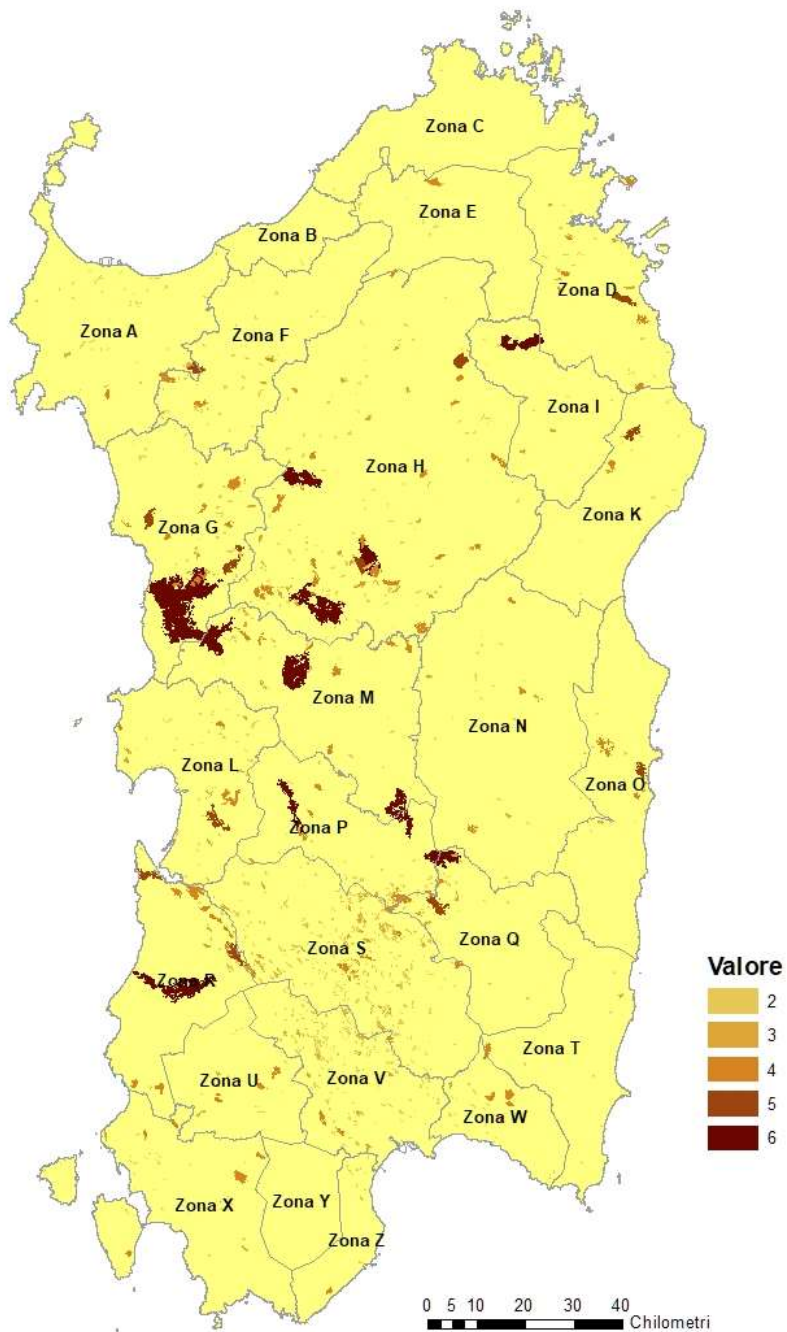 Zona C
Zona E
Zona B
Zona D
Zona A
Zona F
Zona I
Zona H
Zona K
Zona G
Zona M
Zona N
Zona L
Zona O
Zona P
Zona Q
Zona S
Zona R
Zona T
Zona U
Zona V
Zona W
Zona X
Zona Y
Zona Z
Valore
2
3
4
5
6
0 5 10 20 30 40
Chilometri